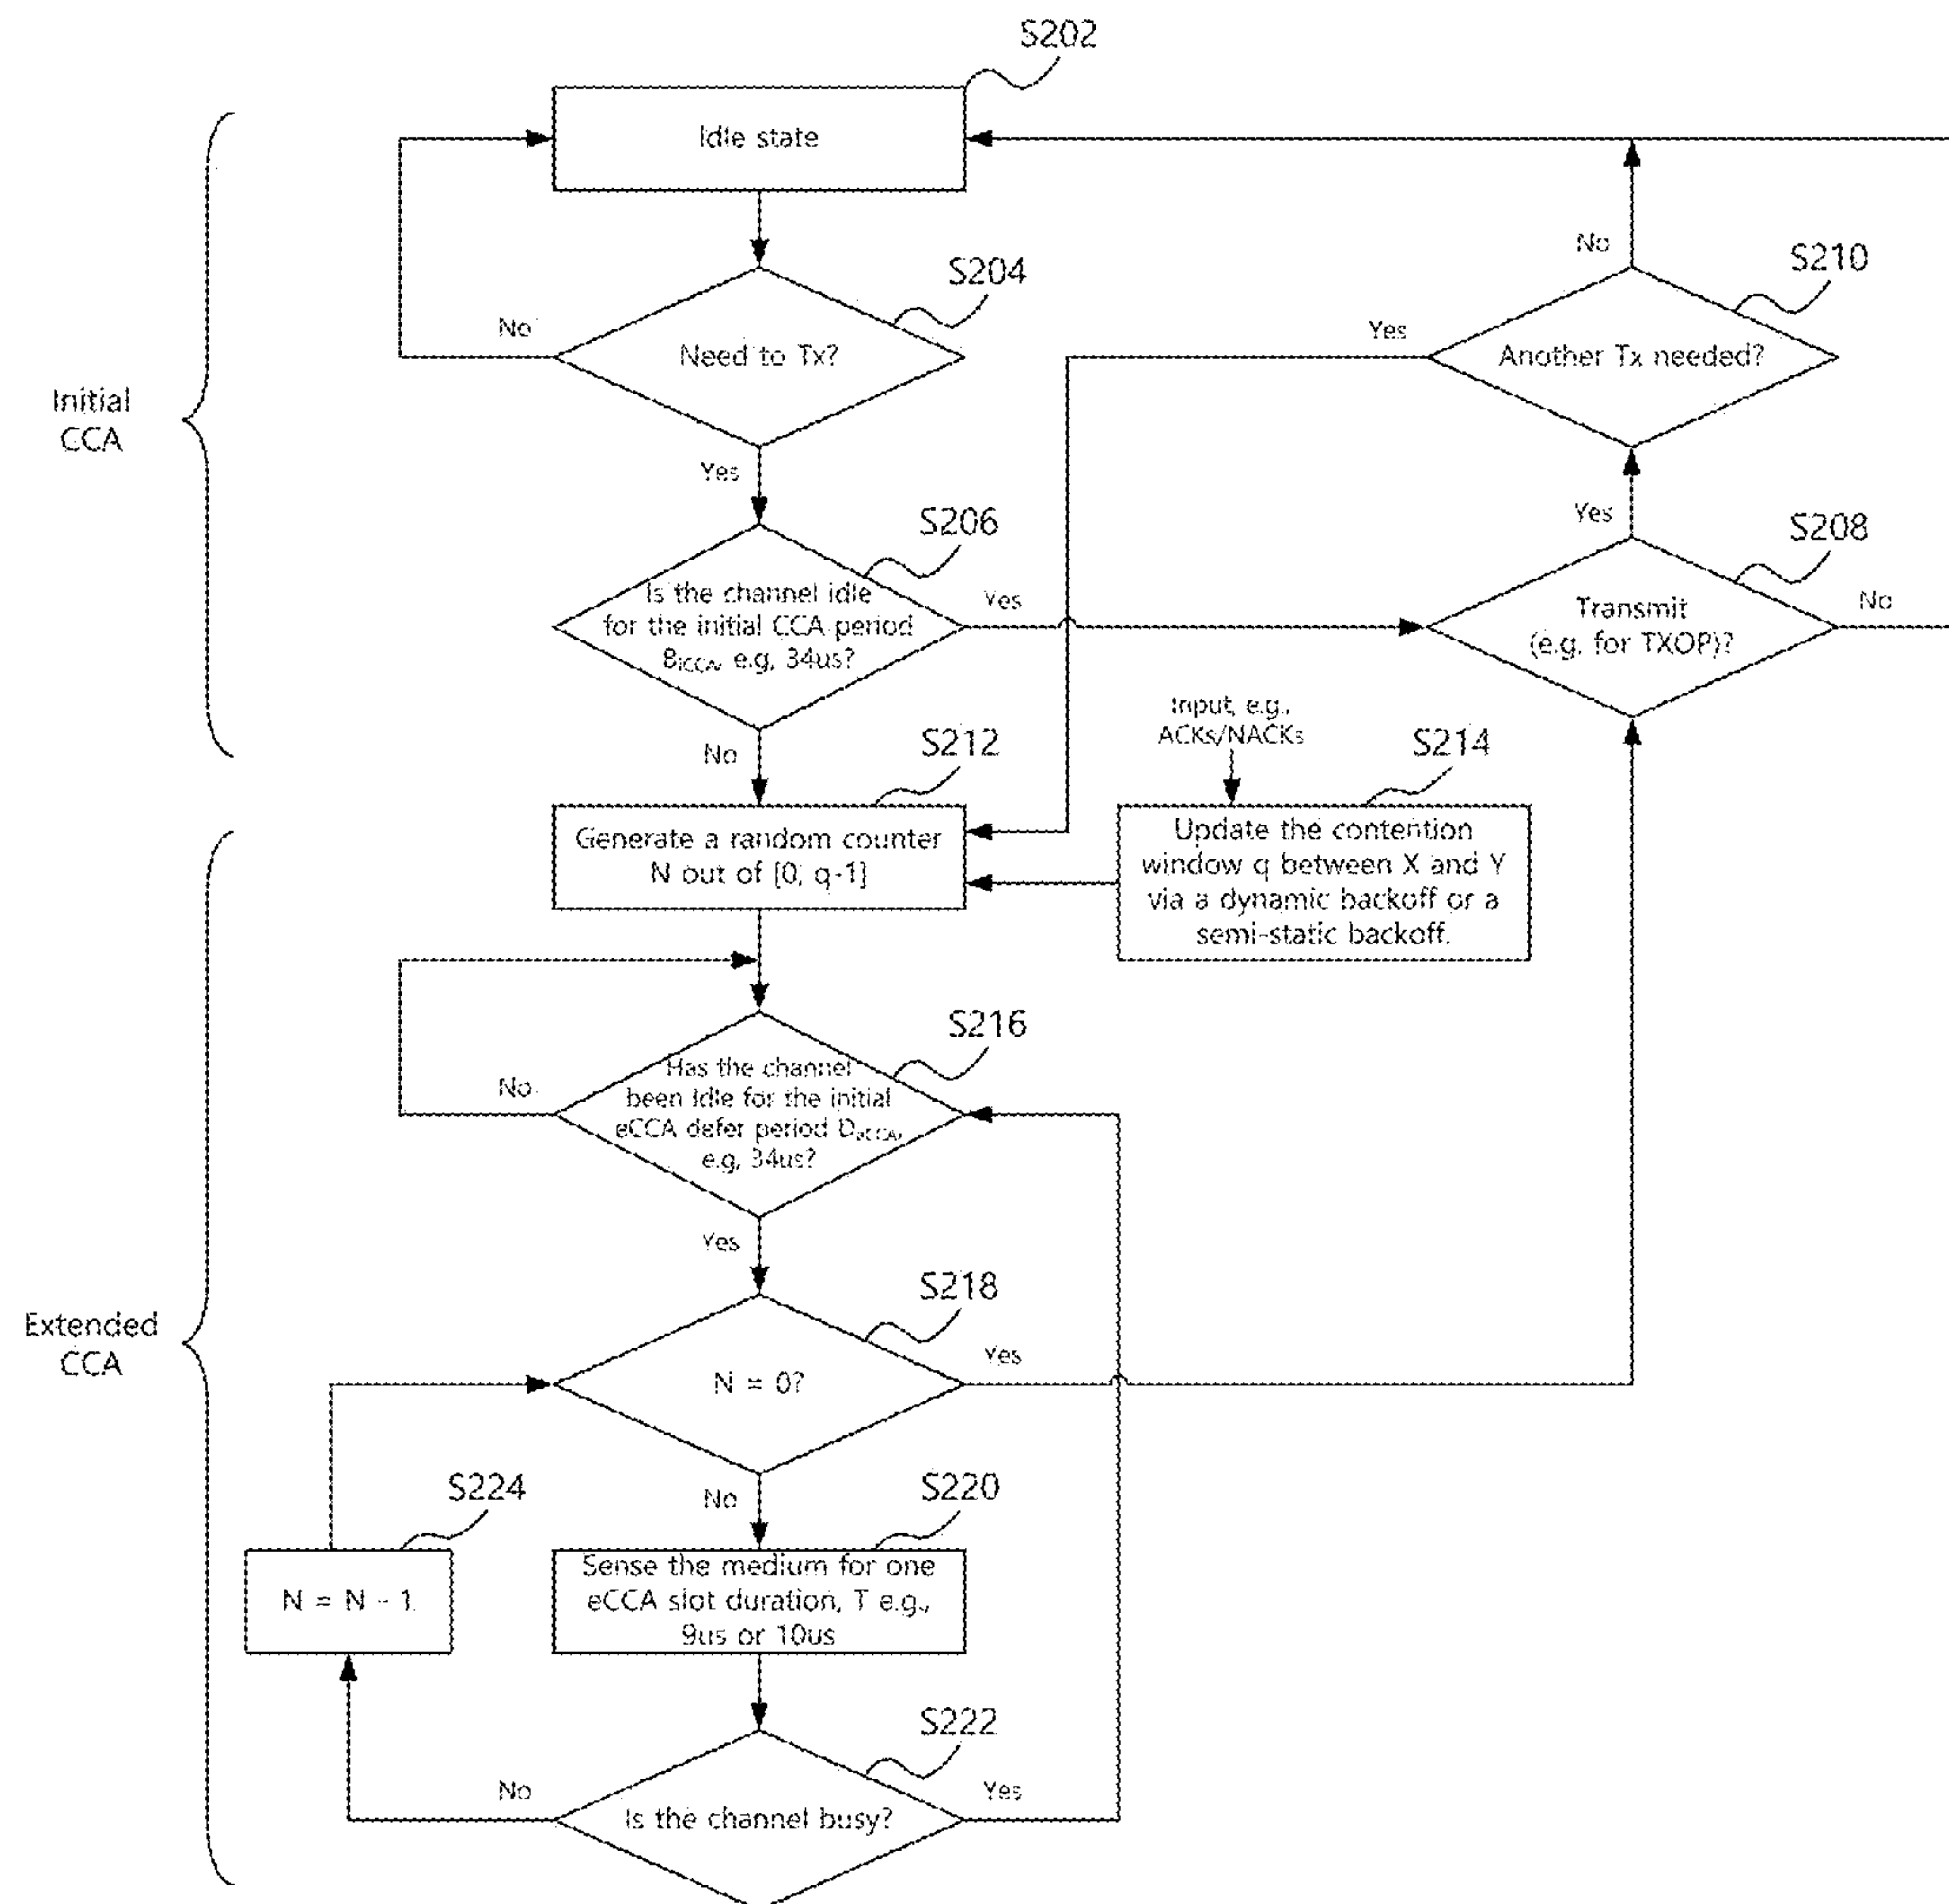 S202
Idle state
No
S204
Need to Tx?
Yes
No
S210
Another Tx needed?
Yes
Initial
CCA
Yes
S206
Is the channel idle
for the initial CCA period
BiCCA, e.g, 34us?
Yes
Yes
S208
Transmit
(e.g. for TXOP)?
No
No
S212
Generate a random counter
N out of [0, q-1]
Input, e.g.,
ACKs/NACKs
S214
Update the contention
window q between X and Y
via a dynamic backoff or a
semi-static backoff.
S216
Has the channel
been Idle for the initial
eCCA defer period DeCCA,
e.g, 34us?
No
Yes
Extended
CCA
S218
N = 0?
Yes
No
S224
N = N - 1
S220
Sense the medium for one
eCCA slot duration, T e.g.,
9us or 10us
S222
Is the channel busy?
No
Yes